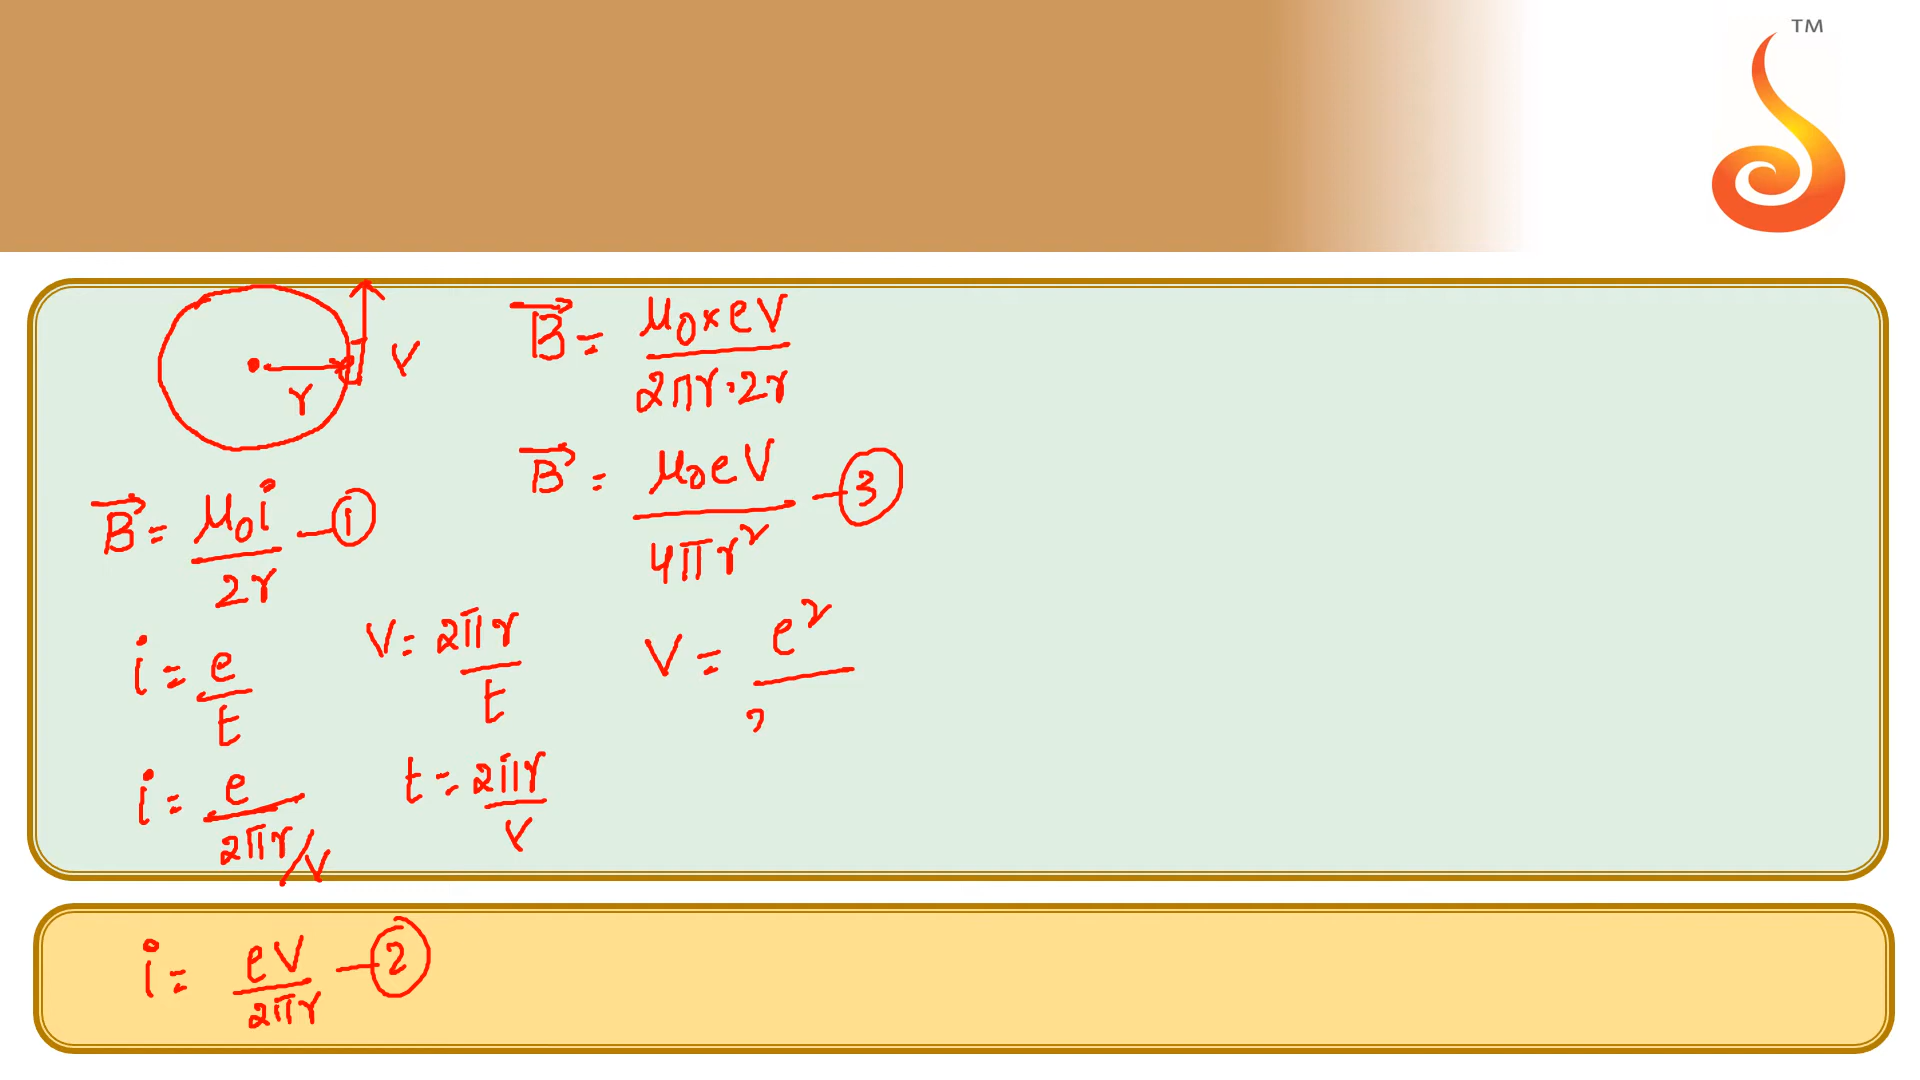 TM
r
v
B⃗ = μ₀i / 2r — ①
i = e / t
i = e / 2πr/v
v = 2πr / t
t = 2πr / v
B⃗ = μ₀ × ev / 2πr·2r
B⃗ = μ₀ev / 4πr² — ③
v = e² /
i = ev / 2πr — ②